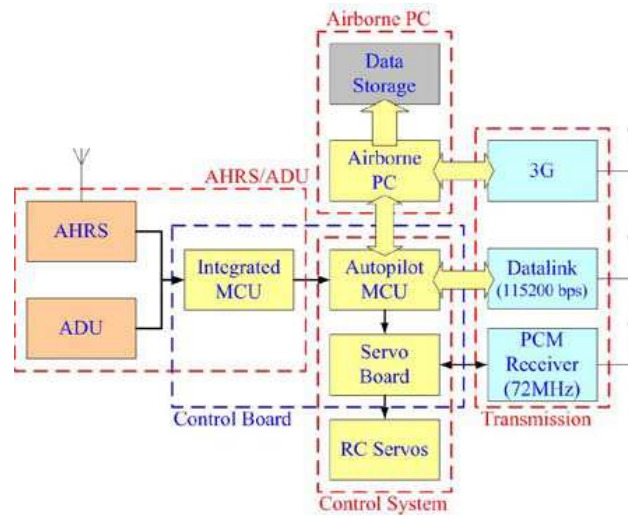 Airborne PC
Data
Storage
Airborne
PC
3G
AHRS/ADU
AHRS
ADU
Integrated
MCU
Autopilot
MCU
Datalink
(115200 bps)
Servo
Board
PCM
Receiver
(72MHz)
Control Board
RC Servos
Transmission
Control System